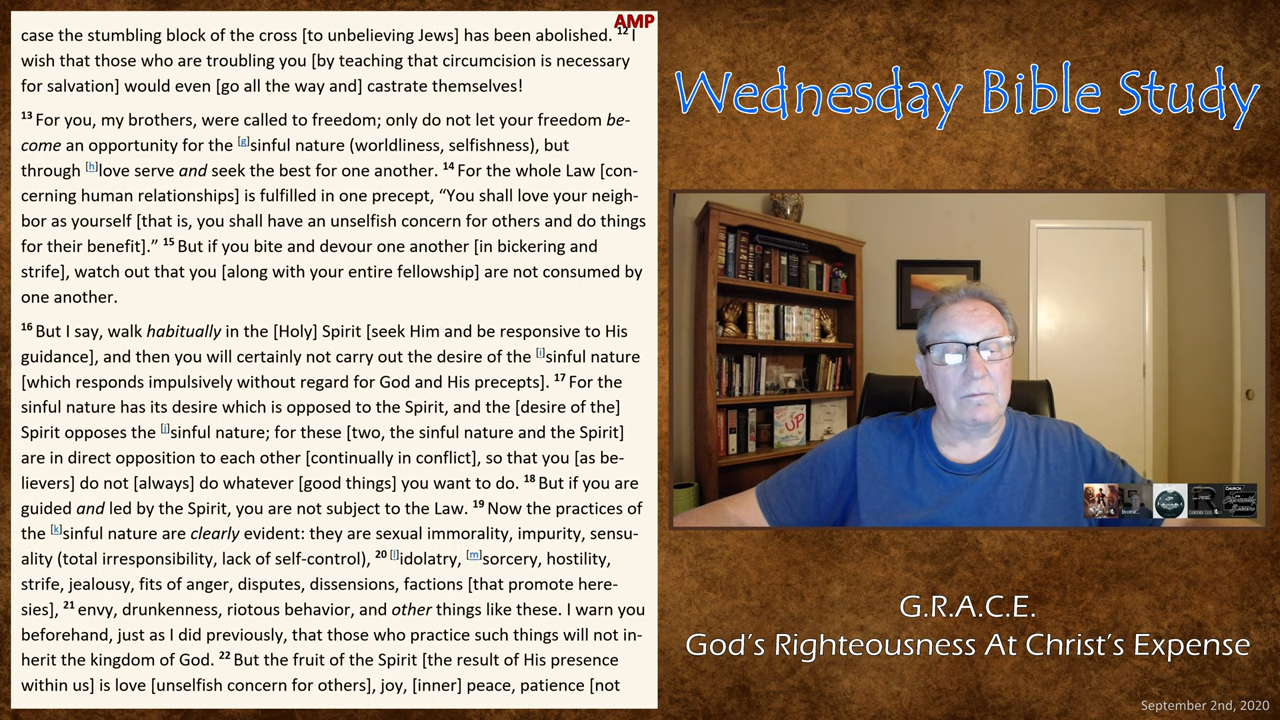 AMP
case the stumbling block of the cross [to unbelieving Jews] has been abolished. 12 I
wish that those who are troubling you [by teaching that circumcision is necessary
for salvation] would even [go all the way and] castrate themselves!
13 For you, my brothers, were called to freedom; only do not let your freedom be-
come an opportunity for the [g]sinful nature (worldliness, selfishness), but
through [h]love serve and seek the best for one another. 14 For the whole Law [con-
cerning human relationships] is fulfilled in one precept, “You shall love your neigh-
bor as yourself [that is, you shall have an unselfish concern for others and do things
for their benefit].” 15 But if you bite and devour one another [in bickering and
strife], watch out that you [along with your entire fellowship] are not consumed by
one another.
16 But I say, walk habitually in the [Holy] Spirit [seek Him and be responsive to His
guidance], and then you will certainly not carry out the desire of the [i]sinful nature
[which responds impulsively without regard for God and His precepts]. 17 For the
sinful nature has its desire which is opposed to the Spirit, and the [desire of the]
Spirit opposes the [j]sinful nature; for these [two, the sinful nature and the Spirit]
are in direct opposition to each other [continually in conflict], so that you [as be-
lievers] do not [always] do whatever [good things] you want to do. 18 But if you are
guided and led by the Spirit, you are not subject to the Law. 19 Now the practices of
the [k]sinful nature are clearly evident: they are sexual immorality, impurity, sensu-
ality (total irresponsibility, lack of self-control), 20 [l]idolatry, [m]sorcery, hostility,
strife, jealousy, fits of anger, disputes, dissensions, factions [that promote here-
sies], 21 envy, drunkenness, riotous behavior, and other things like these. I warn you
beforehand, just as I did previously, that those who practice such things will not in-
herit the kingdom of God. 22 But the fruit of the Spirit [the result of His presence
within us] is love [unselfish concern for others], joy, [inner] peace, patience [not
Wednesday Bible Study
UP
G.R.A.C.E.
God’s Righteousness At Christ’s Expense
September 2nd, 2020